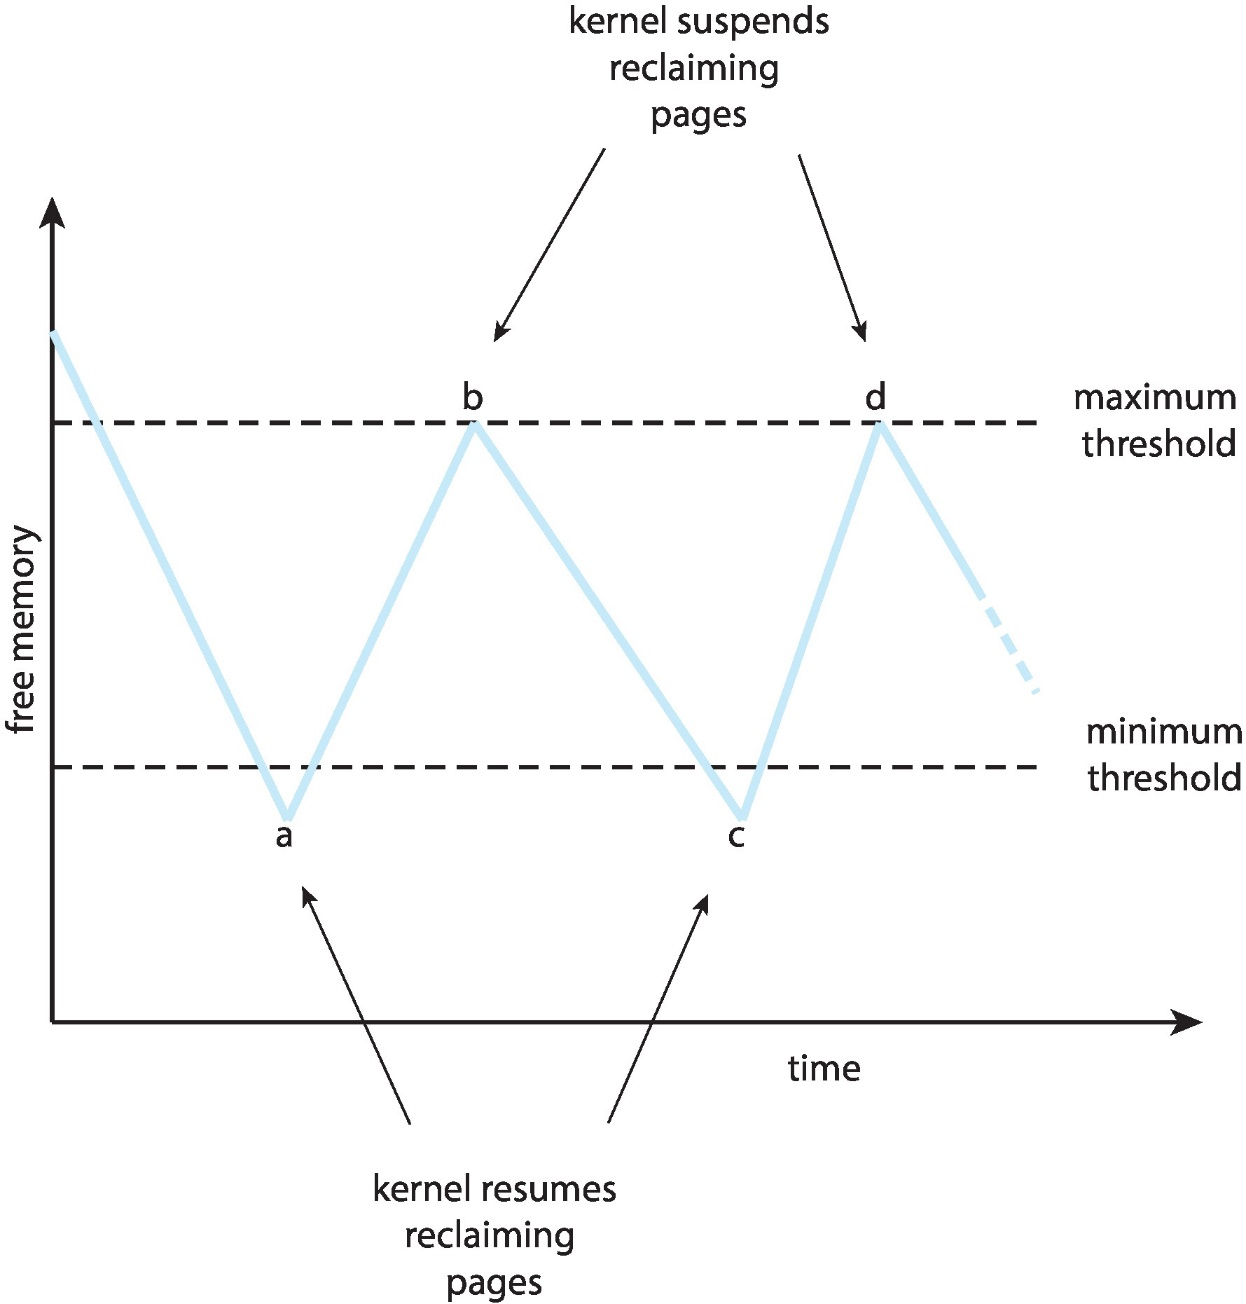 kernel suspends
reclaiming
pages
b
d
maximum
threshold
free memory
minimum
threshold
a
c
time
kernel resumes
reclaiming
pages